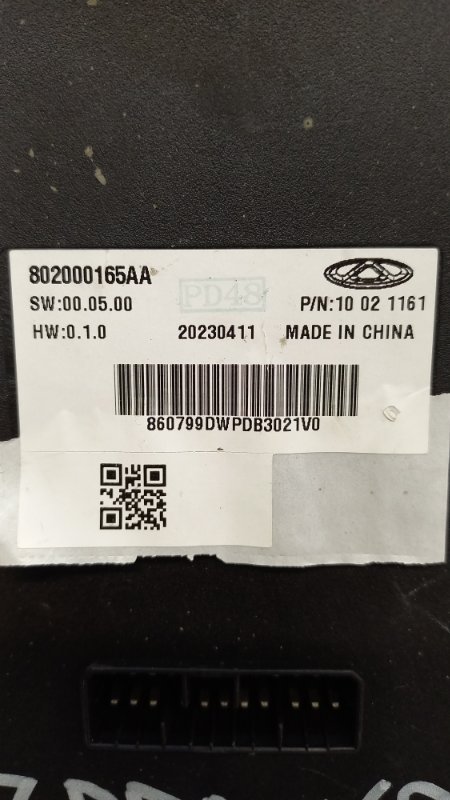 802000165AA
PD48
SW:00.05.00
P/N:10 02 1161
HW:0.1.0
20230411
MADE IN CHINA
860799DWPDB3021V0